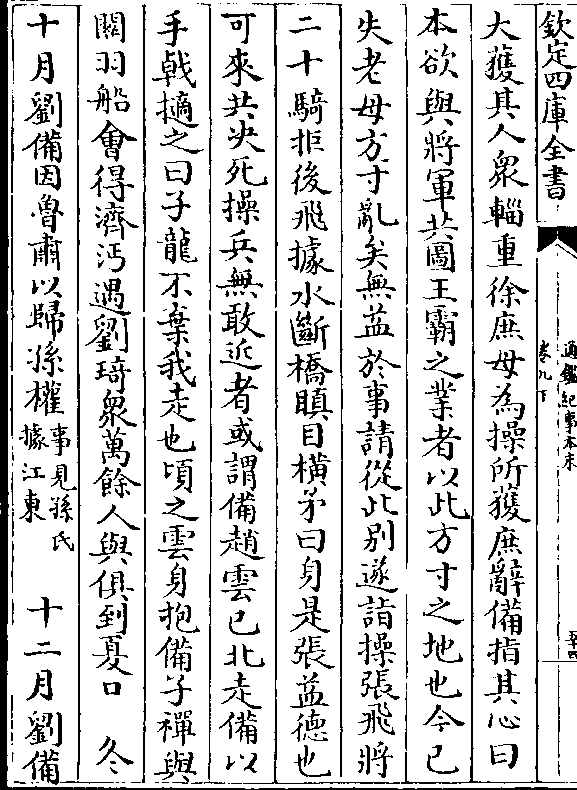 欽定四庫全書
通鑑紀事本末
卷九下
五十四
大獲其人衆輜重徐庶母為操所獲庶辭備指其心曰
本欲與將軍共圖王霸之業者以此方寸之地也今已
失老母方寸亂矣無益於事請從此别遂詣操張飛將
二十騎拒後飛據水斷橋瞋目横矛曰身是張益德也
可來共决死操兵無敢近者或謂備趙雲已北走備以
手戟擿之曰子龍不棄我走也頃之雲身抱備子禪與
闗羽船會得濟沔遇劉琦衆萬餘人與俱到夏口　冬
十月劉備因魯肅以歸孫權事見孫氏據江東　十二月劉備